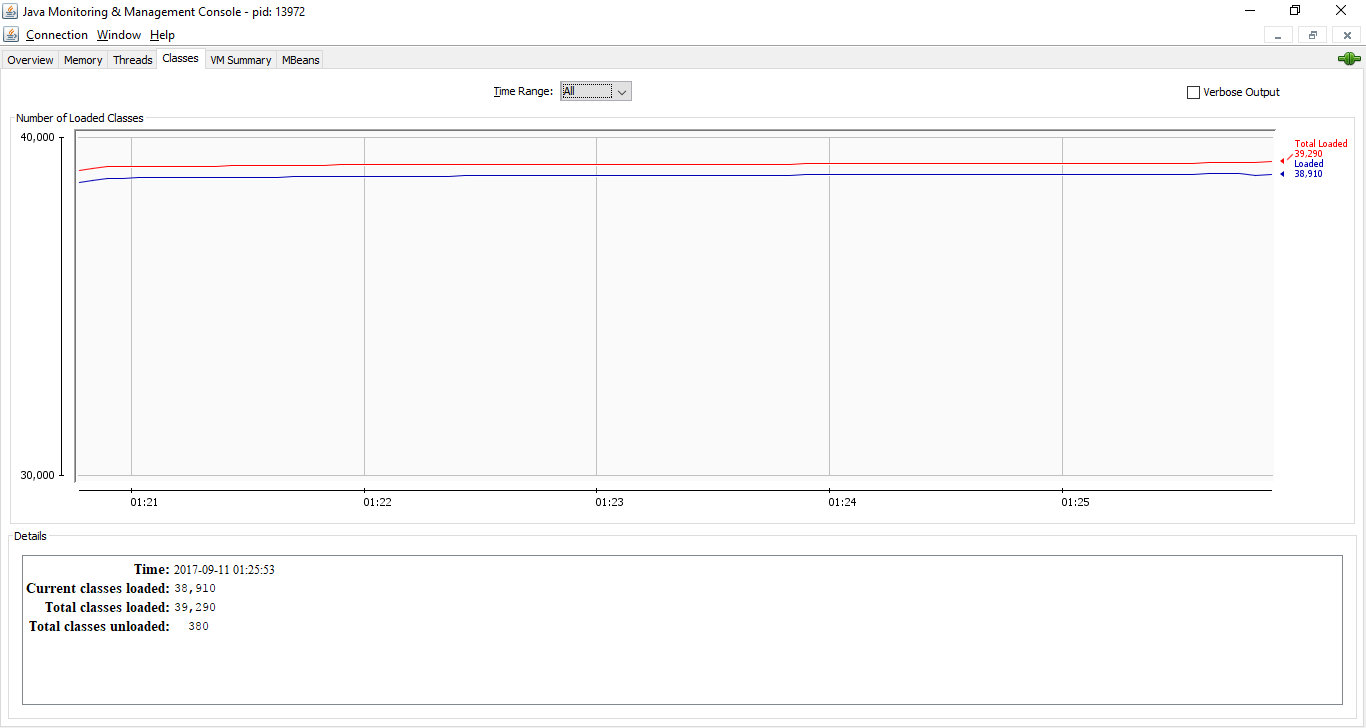 Java Monitoring & Management Console - pid: 13972
Connection Window Help
Overview Memory Threads Classes VM Summary MBeans
Time Range: All Verbose Output
Number of Loaded Classes
40,000
Total Loaded
39,290
Loaded
38,910
30,000
01:21 01:22 01:23 01:24 01:25
Details
Time: 2017-09-11 01:25:53
Current classes loaded: 38,910
Total classes loaded: 39,290
Total classes unloaded: 380